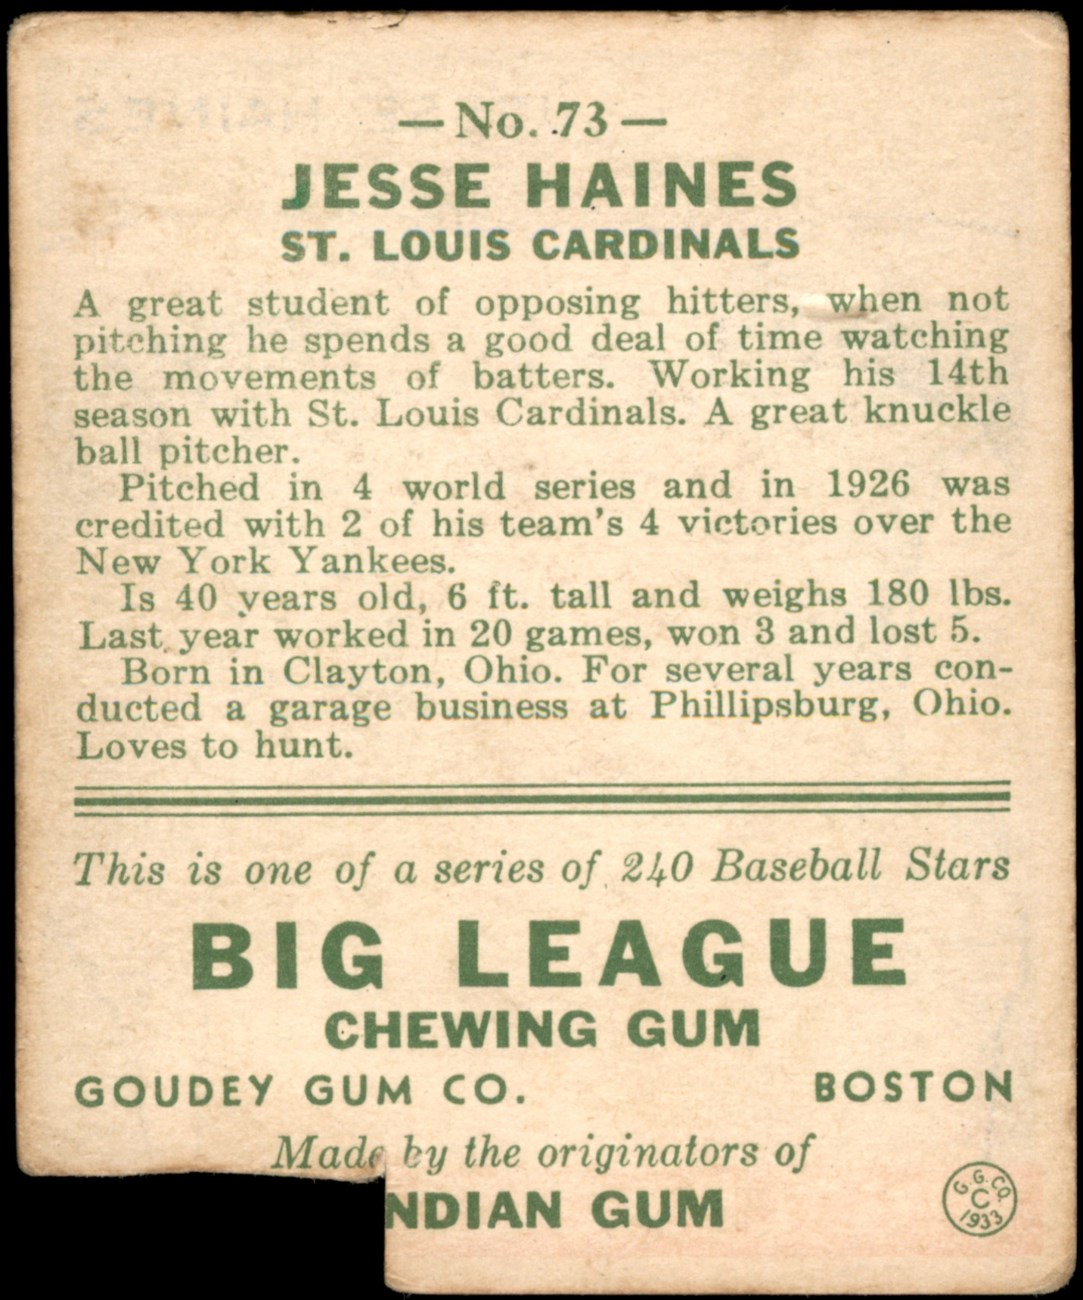 — No. 73 —
JESSE HAINES
ST. LOUIS CARDINALS
A great student of opposing hitters, when not
pitching he spends a good deal of time watching
the movements of batters. Working his 14th
season with St. Louis Cardinals. A great knuckle
ball pitcher.
Pitched in 4 world series and in 1926 was
credited with 2 of his team's 4 victories over the
New York Yankees.
Is 40 years old, 6 ft. tall and weighs 180 lbs.
Last year worked in 20 games, won 3 and lost 5.
Born in Clayton, Ohio. For several years con-
ducted a garage business at Phillipsburg, Ohio.
Loves to hunt.
This is one of a series of 240 Baseball Stars
BIG LEAGUE
CHEWING GUM
GOUDEY GUM CO. BOSTON
Made by the originators of
NDIAN GUM
G. G. CO.
C
1933